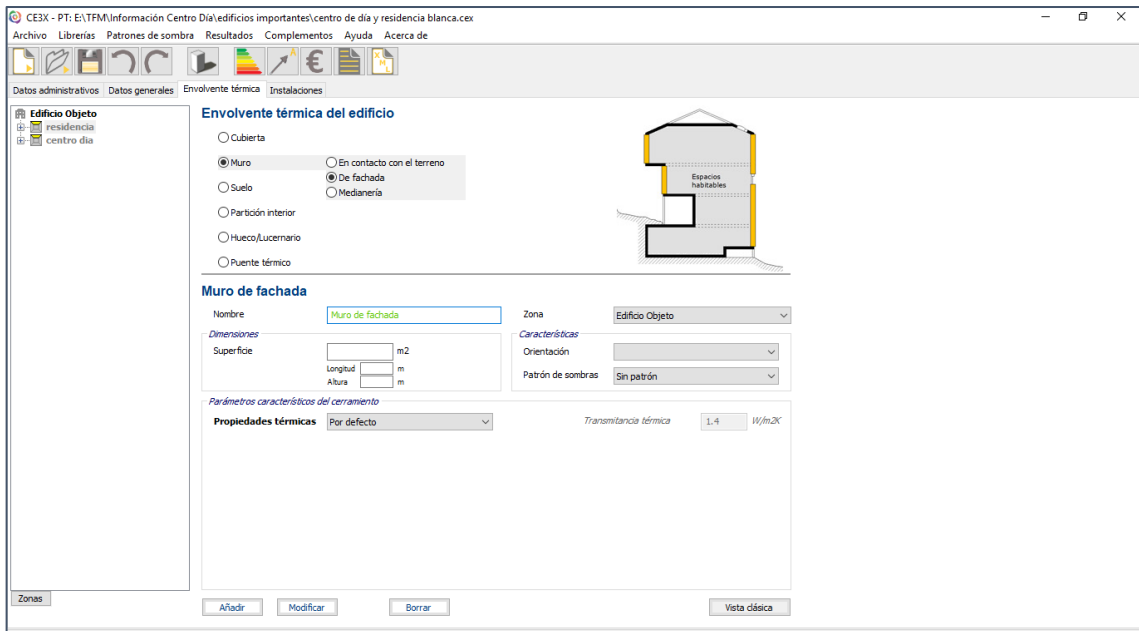 CE3X - PT: E:\TFM\Información Centro Día\edificios importantes\centro de día y residencia blanca.cex
Archivo Librerías Patrones de sombra Resultados Complementos Ayuda Acerca de
Datos administrativos Datos generales Envolvente térmica Instalaciones
Edificio Objeto
residencia
centro dia
Envolvente térmica del edificio
Cubierta
Muro
En contacto con el terreno
De fachada
Medianería
Suelo
Partición interior
Hueco/Lucernario
Puente térmico
Espacios
habitables
Muro de fachada
Nombre Muro de fachada Zona Edificio Objeto
Dimensiones Características
Superficie m2 Orientación
Longitud m
Altura m
Patrón de sombras Sin patrón
Parámetros característicos del cerramiento
Propiedades térmicas Por defecto Transmitancia térmica 1.4 W/m2K
Zonas
Añadir Modificar Borrar Vista clásica